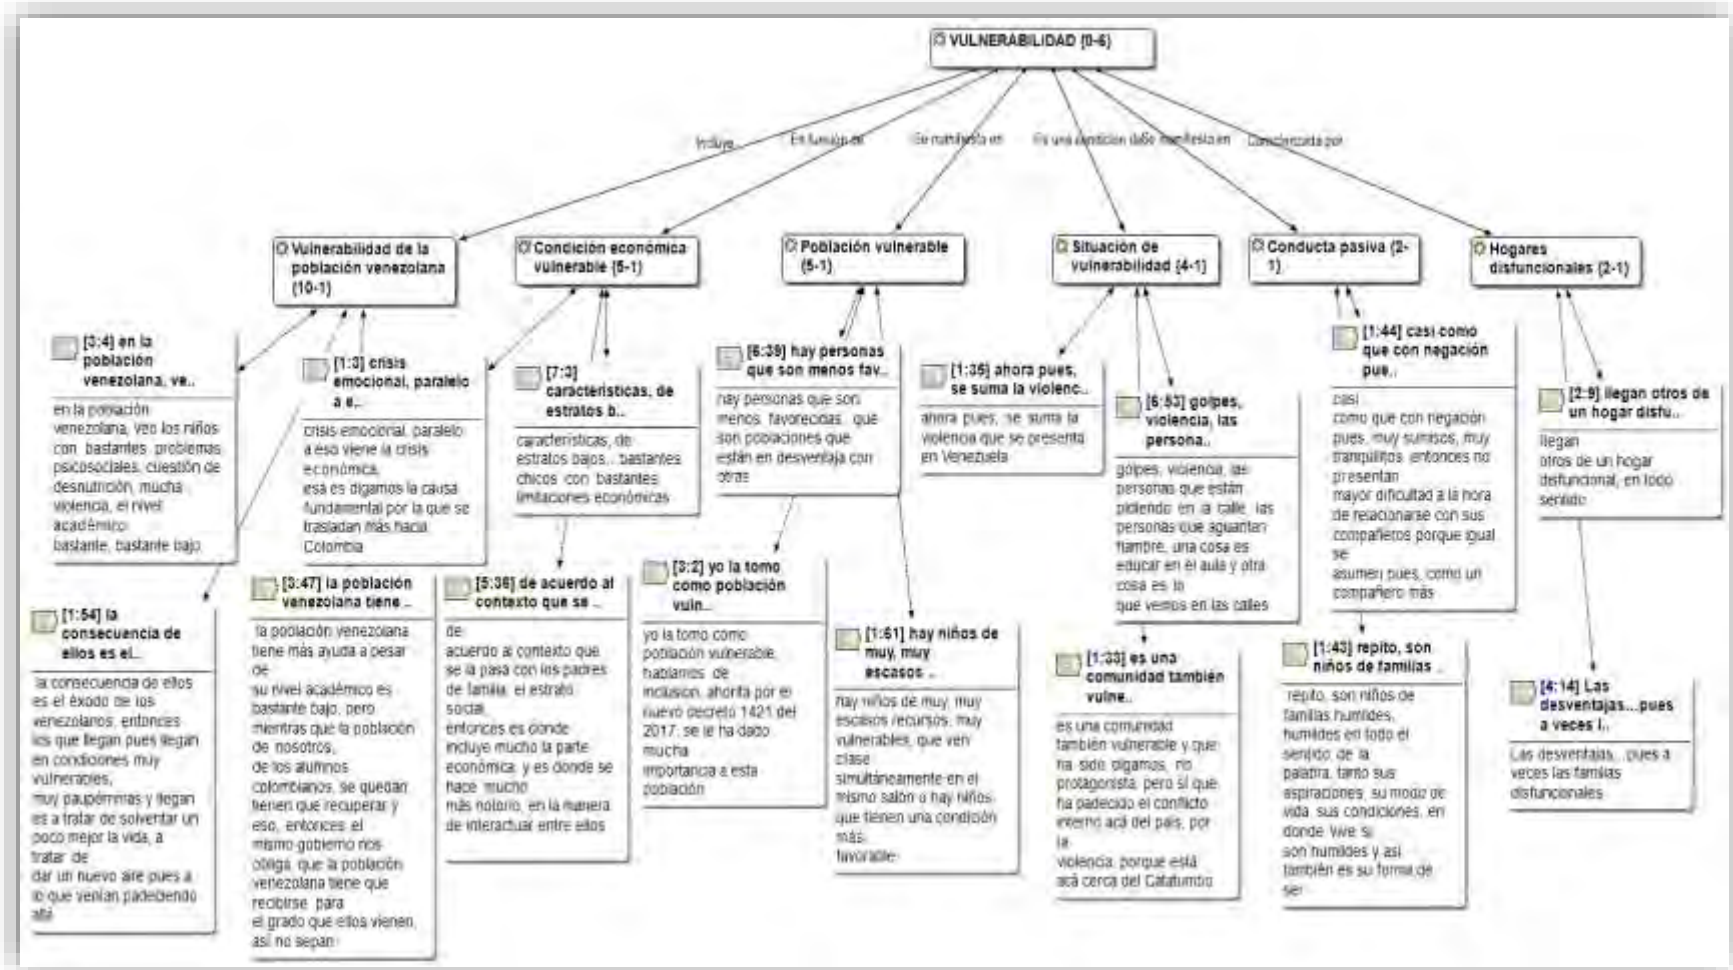 VULNERABILIDAD {0-6}
Incluye
En función de
Se manifiesta en
Es una condición de
Se manifiesta en
Caracterizada por
Vulnerabilidad de la
población venezolana
{10-1}
Condición económica
vulnerable {5-1}
Población vulnerable
{5-1}
Situación de
vulnerabilidad {4-1}
Conducta pasiva {2-
1}
Hogares
disfuncionales {2-1}
[3:4] en la
población
venezolana, ve..
en la población
venezolana, veo los niños
con bastantes problemas
psicosociales, cuestión de
desnutrición, mucha
violencia, el nivel
académico
bastante, bastante bajo
[1:3] crisis
emocional, paralelo
a e..
crisis emocional, paralelo
a eso viene la crisis
económica,
esa es digamos la causa
fundamental por la que se
trasladan más hacia
Colombia
[7:3]
características, de
estratos b..
características, de
estratos bajos... bastantes
chicos con bastantes
limitaciones económicas
[6:39] hay personas
que son menos fav..
hay personas que son
menos favorecidas, que
son poblaciones que
están en desventaja con
otras
[1:35] ahora pues,
se suma la violenc..
ahora pues, se suma la
violencia que se presenta
en Venezuela
[6:53] golpes,
violencia, las
persona..
golpes, violencia, las
personas que están
pidiendo en la calle, las
personas que aguantan
hambre, una cosa es
educar en el aula y otra
cosa es lo
que vemos en las calles
[1:44] casi como
que con negación
pue..
casi
como que con negación
pues, muy sumisos, muy
tranquilitos, entonces no
presentan
mayor dificultad a la hora
de relacionarse con sus
compañeros porque igual
se
asumen pues, como un
compañero más
[2:9] llegan otros de
un hogar disfu..
llegan
otros de un hogar
disfuncional, en todo
sentido
[1:54] la
consecuencia de
ellos es el..
la consecuencia de ellos
es el éxodo de los
venezolanos, entonces
los que llegan pues llegan
en condiciones muy
vulnerables,
muy paupérrimas y llegan
es a tratar de solventar un
poco mejor la vida, a
tratar de
dar un nuevo aire pues a
lo que venían padeciendo
allá
[3:47] la población
venezolana tiene ..
la población venezolana
tiene más ayuda a pesar
de
su nivel académico es
bastante bajo, pero
mientras que la población
de nosotros,
de los alumnos
colombianos, se quedan
tienen que recuperar y
eso, entonces el
mismo gobierno nos
obliga, que la población
venezolana tiene que
recibirse para
el grado que ellos vienen,
así no sepan
[5:36] de acuerdo al
contexto que se ..
de
acuerdo al contexto que
se la pasa con los padres
de familia, el estrato
social,
entonces es donde
incluye mucho la parte
económica, y es donde se
hace mucho
más notorio, en la manera
de interactuar entre ellos
[3:2] yo la tomo
como población
vuln..
yo la tomo como
población vulnerable,
hablamos de
inclusión, ahorita por el
nuevo decreto 1421 del
2017, se le ha dado
mucha
importancia a esta
población
[1:61] hay niños de
muy, muy
escasos ..
hay niños de muy, muy
escasos recursos, muy
vulnerables, que ven
clase
simultáneamente en el
mismo salón o hay niños
que tienen una condición
más
favorable
[1:33] es una
comunidad también
vulne..
es una comunidad
también vulnerable y que
ha sido digamos, no
protagonista, pero sí que
ha padecido el conflicto
interno acá del país, por
la
violencia, porque está
acá cerca del Catatumbo
[1:43] repito, son
niños de familias ..
repito, son niños de
familias humildes,
humildes en todo el
sentido de la
palabra, tanto sus
aspiraciones, su modo de
vida, sus condiciones, en
donde vive sí
son humildes y así
también es su forma de
ser
[4:14] Las
desventajas...pues
a veces l..
Las desventajas...pues a
veces las familias
disfuncionales